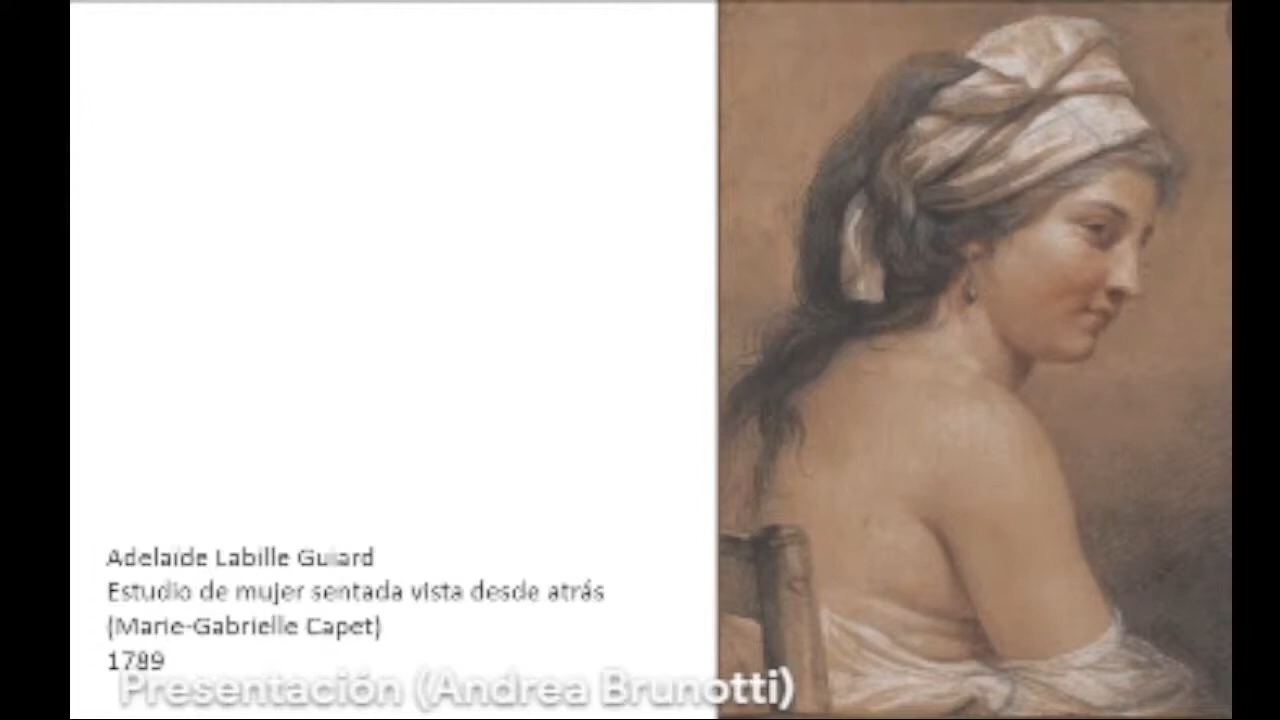 Adelaide Labille Guiard
Estudio de mujer sentada vista desde atrás
(Marie-Gabrielle Capet)
1789
Presentación (Andrea Brunotti)